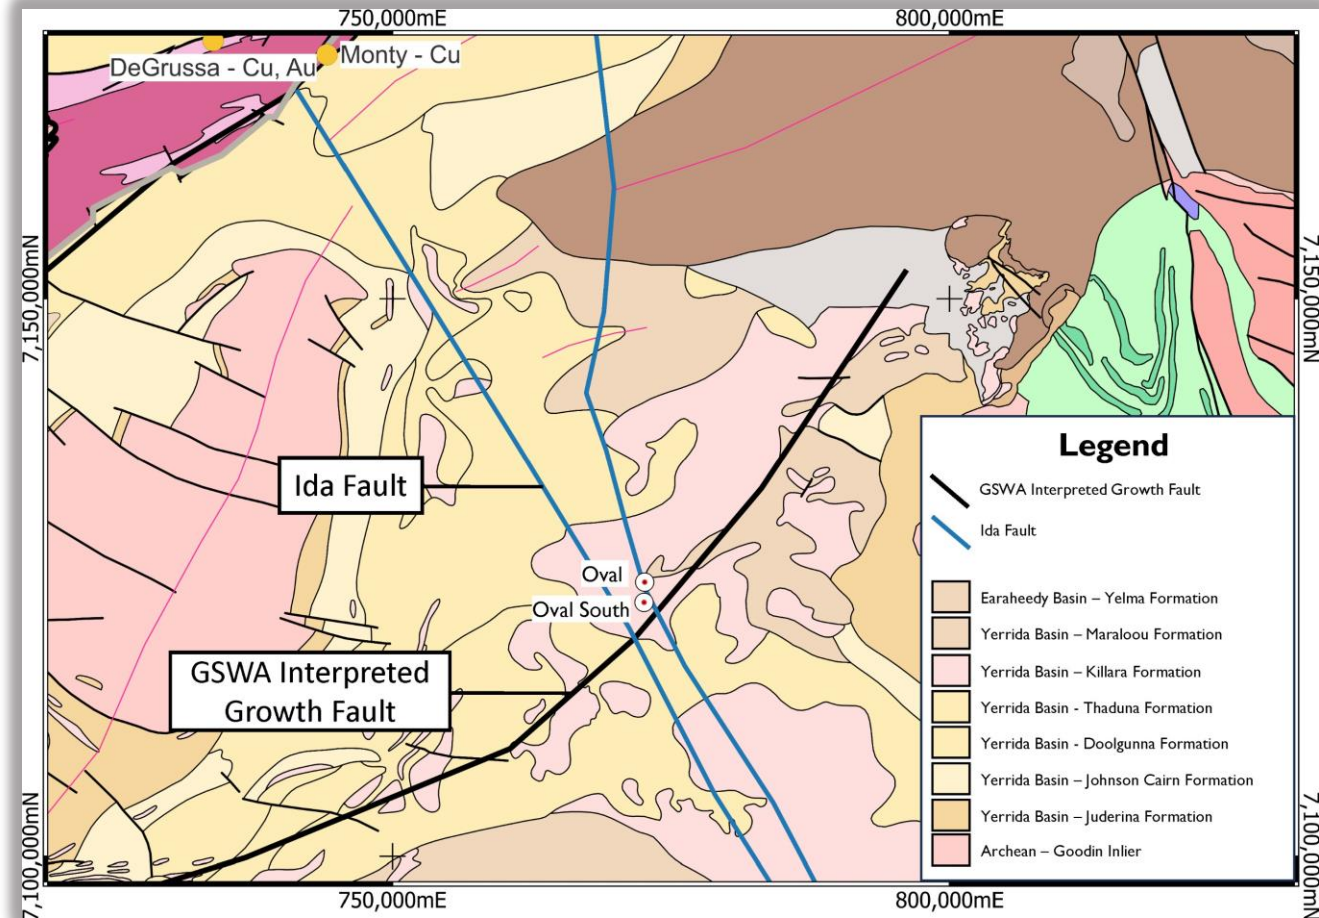 750,000mE
800,000mE
DeGrussa - Cu, Au
Monty - Cu
7,150,000mN
7,150,000mN
Ida Fault
Oval
Oval South
GSWA Interpreted
Growth Fault
Legend
GSWA Interpreted Growth Fault
Ida Fault
Earaheedy Basin – Yelma Formation
Yerrida Basin – Maraloou Formation
Yerrida Basin – Killara Formation
Yerrida Basin - Thaduna Formation
Yerrida Basin - Doolgunna Formation
Yerrida Basin – Johnson Cairn Formation
Yerrida Basin – Juderina Formation
Archean – Goodin Inlier
7,100,000mN
7,100,000mN
750,000mE
800,000mE